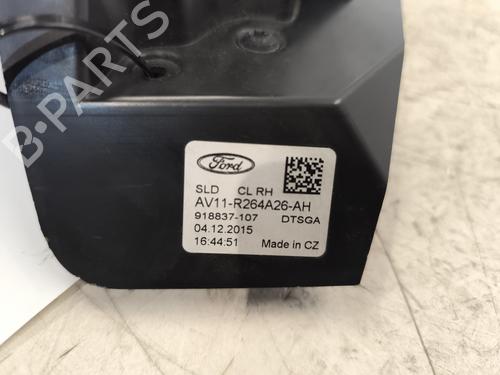 B-PARTS
Ford
SLD CL RH
AV11-R264A26-AH
918837-107 DTSGA
04.12.2015
16:44:51 Made in CZ